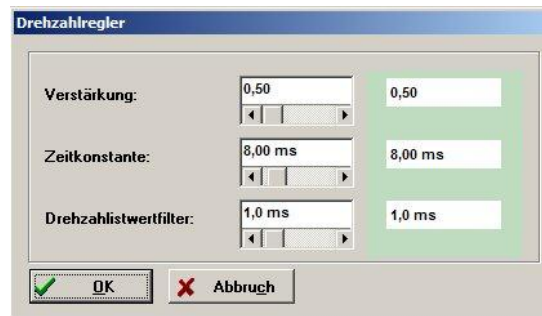 Drehzahlregler
Verstärkung: 0,50 0,50
Zeitkonstante: 8,00 ms 8,00 ms
Drehzahlistwertfilter: 1,0 ms 1,0 ms
OK Abbruch